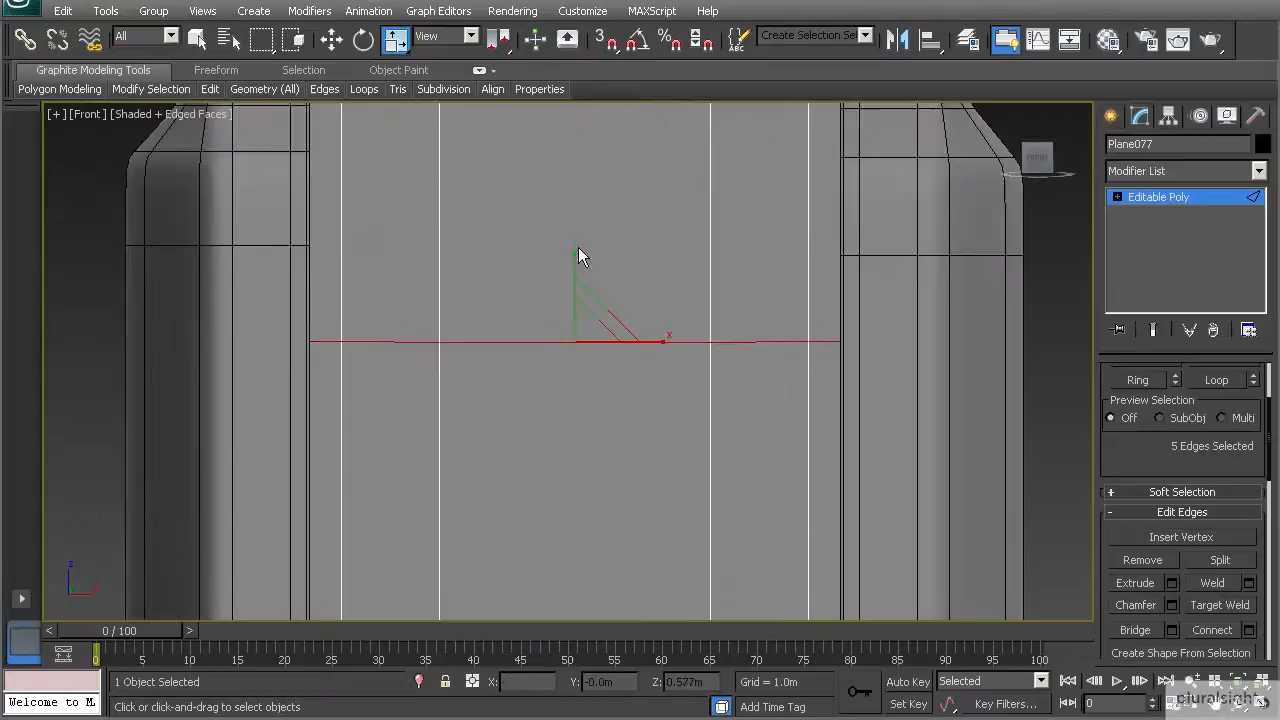 Edit Tools Group Views Create Modifiers Animation Graph Editors Rendering Customize MAXScript Help
All View 3 Create Selection Se
Graphite Modeling Tools Freeform Selection Object Paint
Polygon Modeling Modify Selection Edit Geometry (All) Edges Loops Tris Subdivision Align Properties
[+] [Front] [Shaded + Edged Faces]
FRONT
Plane077
Modifier List
Editable Poly
x
Ring Loop
Preview Selection
Off SubObj Multi
5 Edges Selected
+ Soft Selection
- Edit Edges
Insert Vertex
Remove Split
Extrude Weld
Chamfer Target Weld
Bridge Connect
Create Shape From Selection
z
x
< 0 / 100 >
0 5 10 15 20 25 30 35 40 45 50 55 60 65 70 75 80 85 90 95 100
1 Object Selected X: Y: -0.0m Z: 0.577m Grid = 1.0m Auto Key Selected
Welcome to M Click or click-and-drag to select objects Add Time Tag Set Key Key Filters... 0
pluralsight